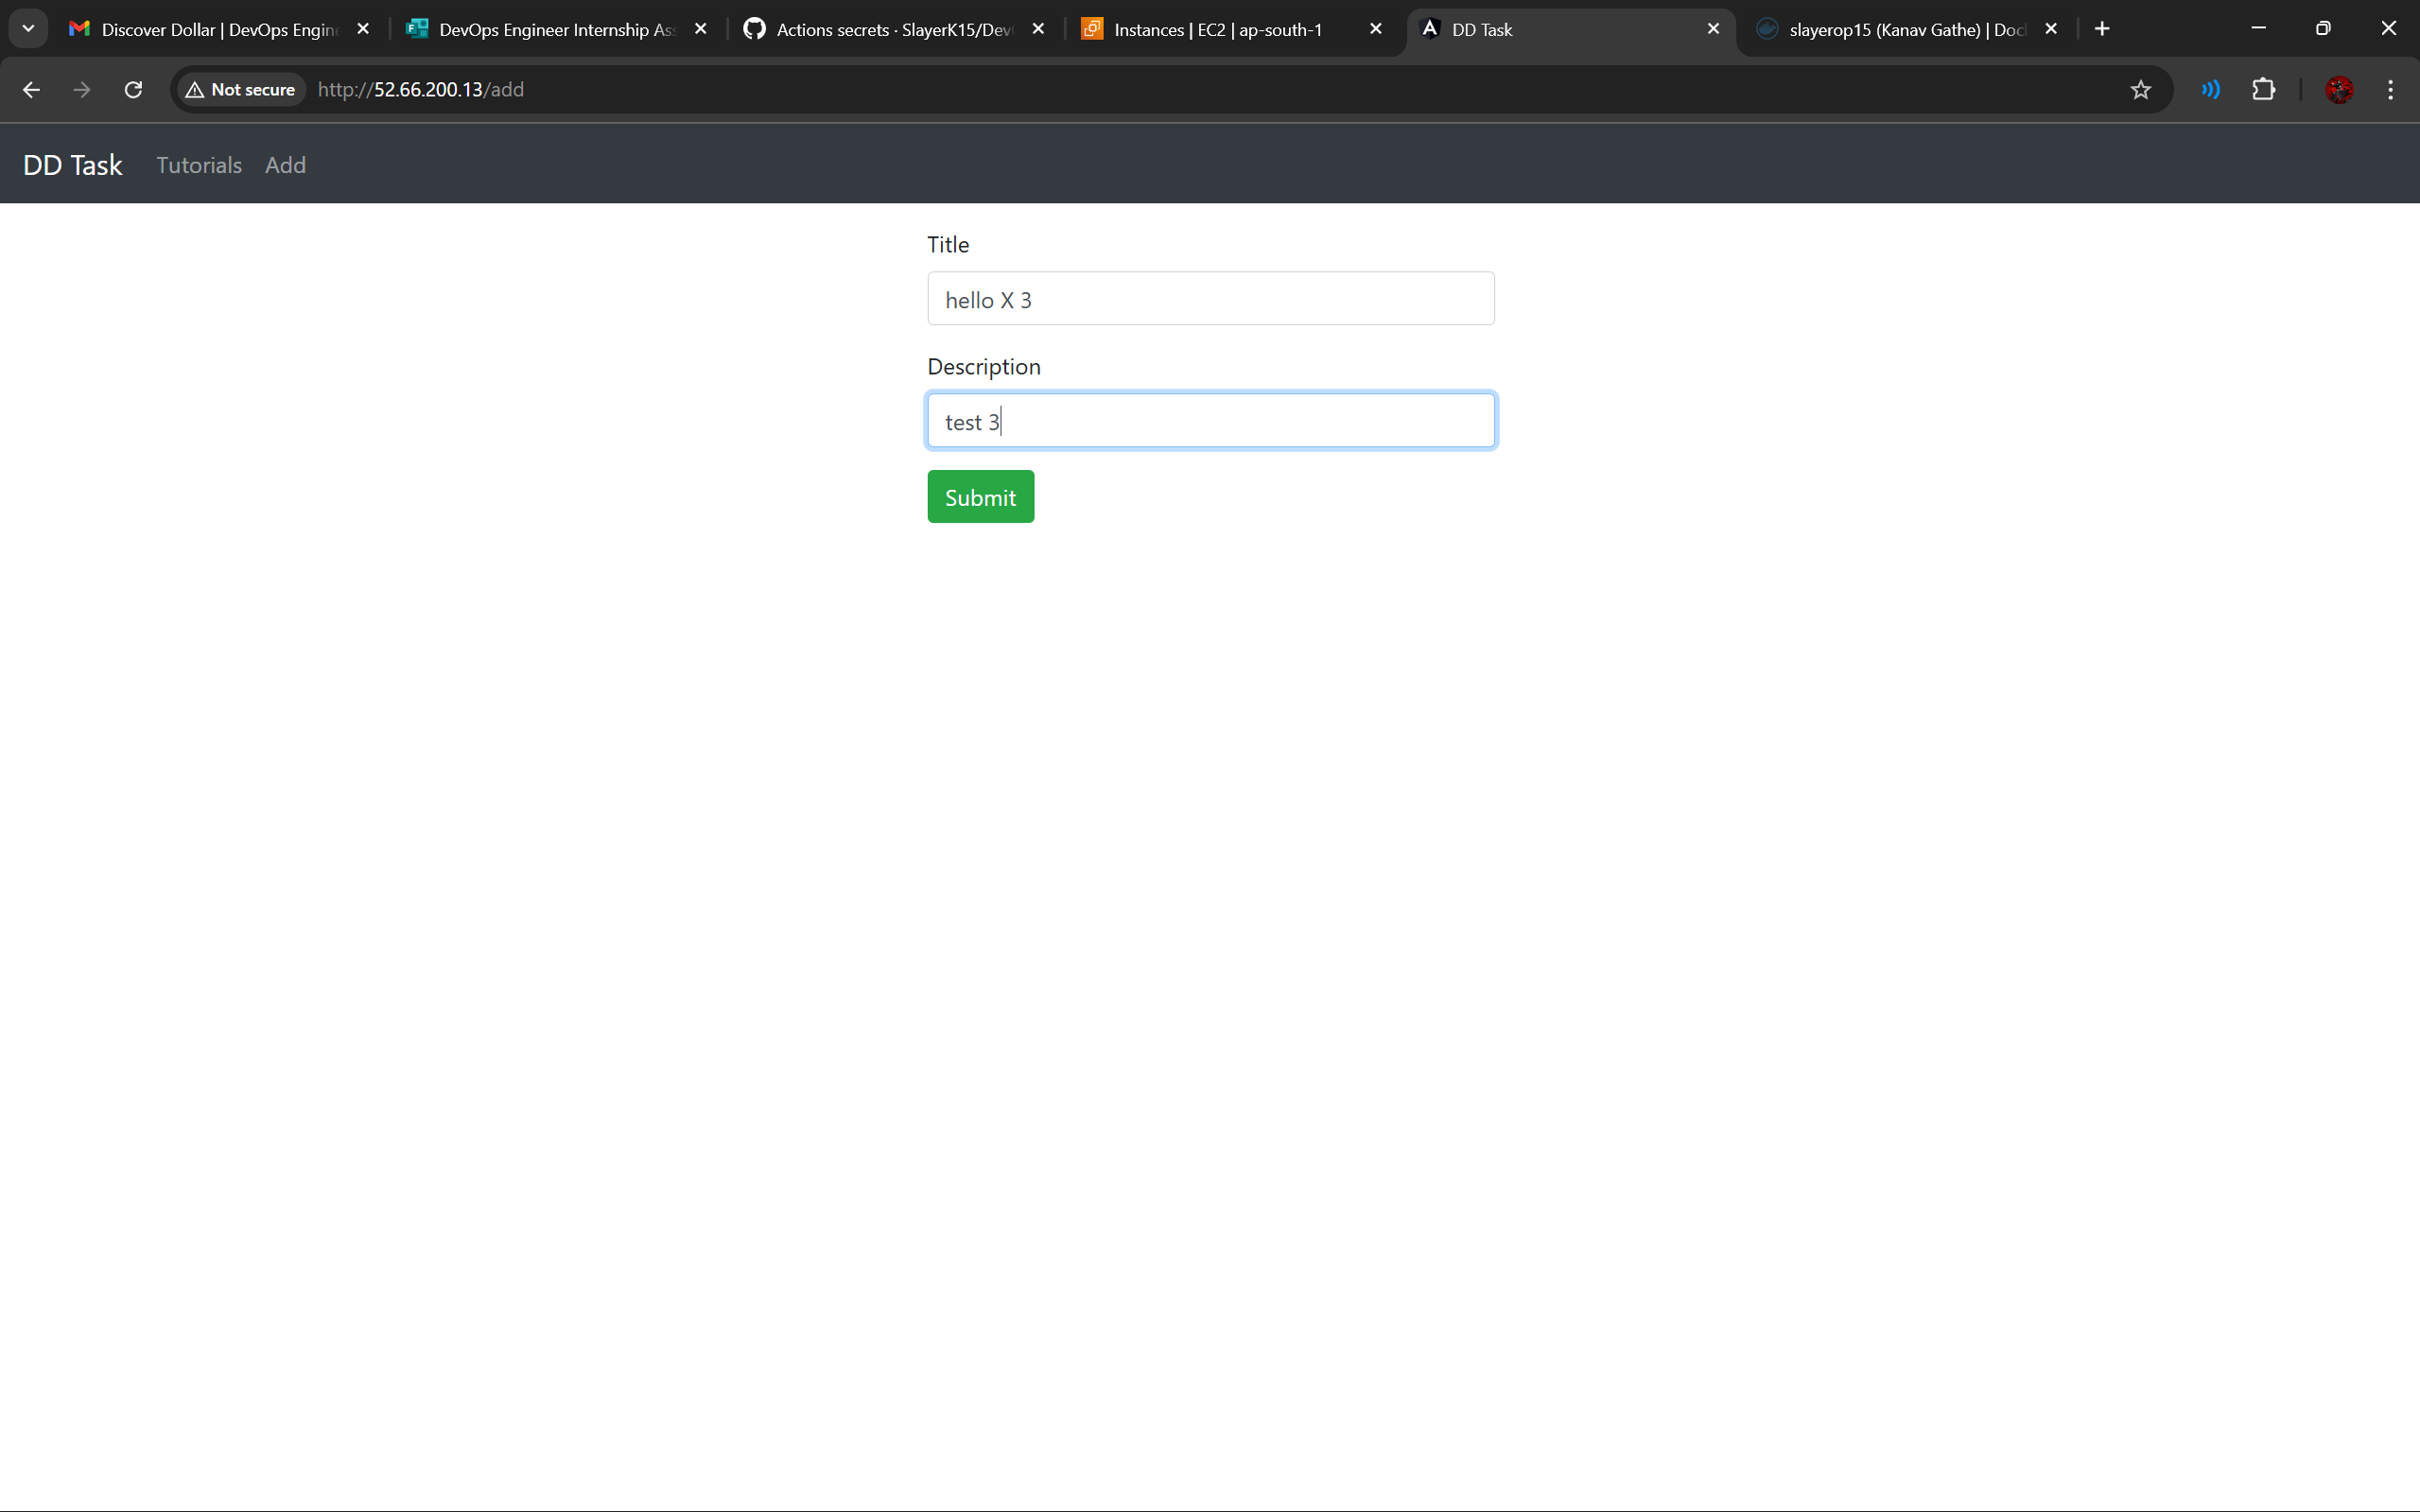 Discover Dollar | DevOps Engin
DevOps Engineer Internship As
Actions secrets · SlayerK15/Dev
Instances | EC2 | ap-south-1
DD Task
slayerop15 (Kanav Gathe) | Doc
Not secure
http://52.66.200.13/add
DD Task
Tutorials
Add
Title
hello X 3
Description
test 3
Submit